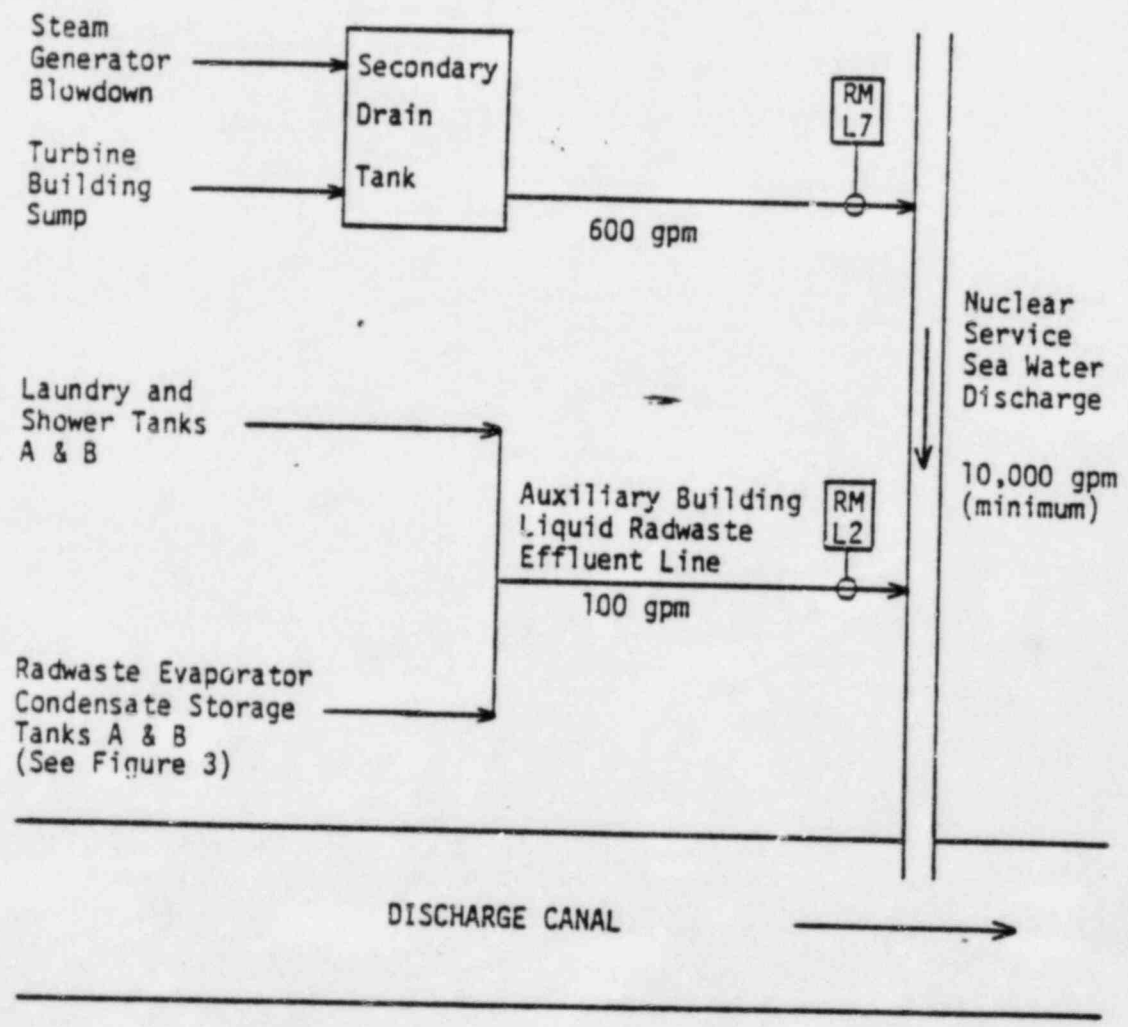 Steam
Generator
Blowdown
Secondary
Drain
Tank
RM
L7
Turbine
Building
Sump
600 gpm
Nuclear
Service
Sea Water
Discharge
10,000 gpm
(minimum)
Laundry and
Shower Tanks
A & B
Auxiliary Building
Liquid Radwaste
Effluent Line
100 gpm
RM
L2
Radwaste Evaporator
Condensate Storage
Tanks A & B
(See Figure 3)
DISCHARGE CANAL